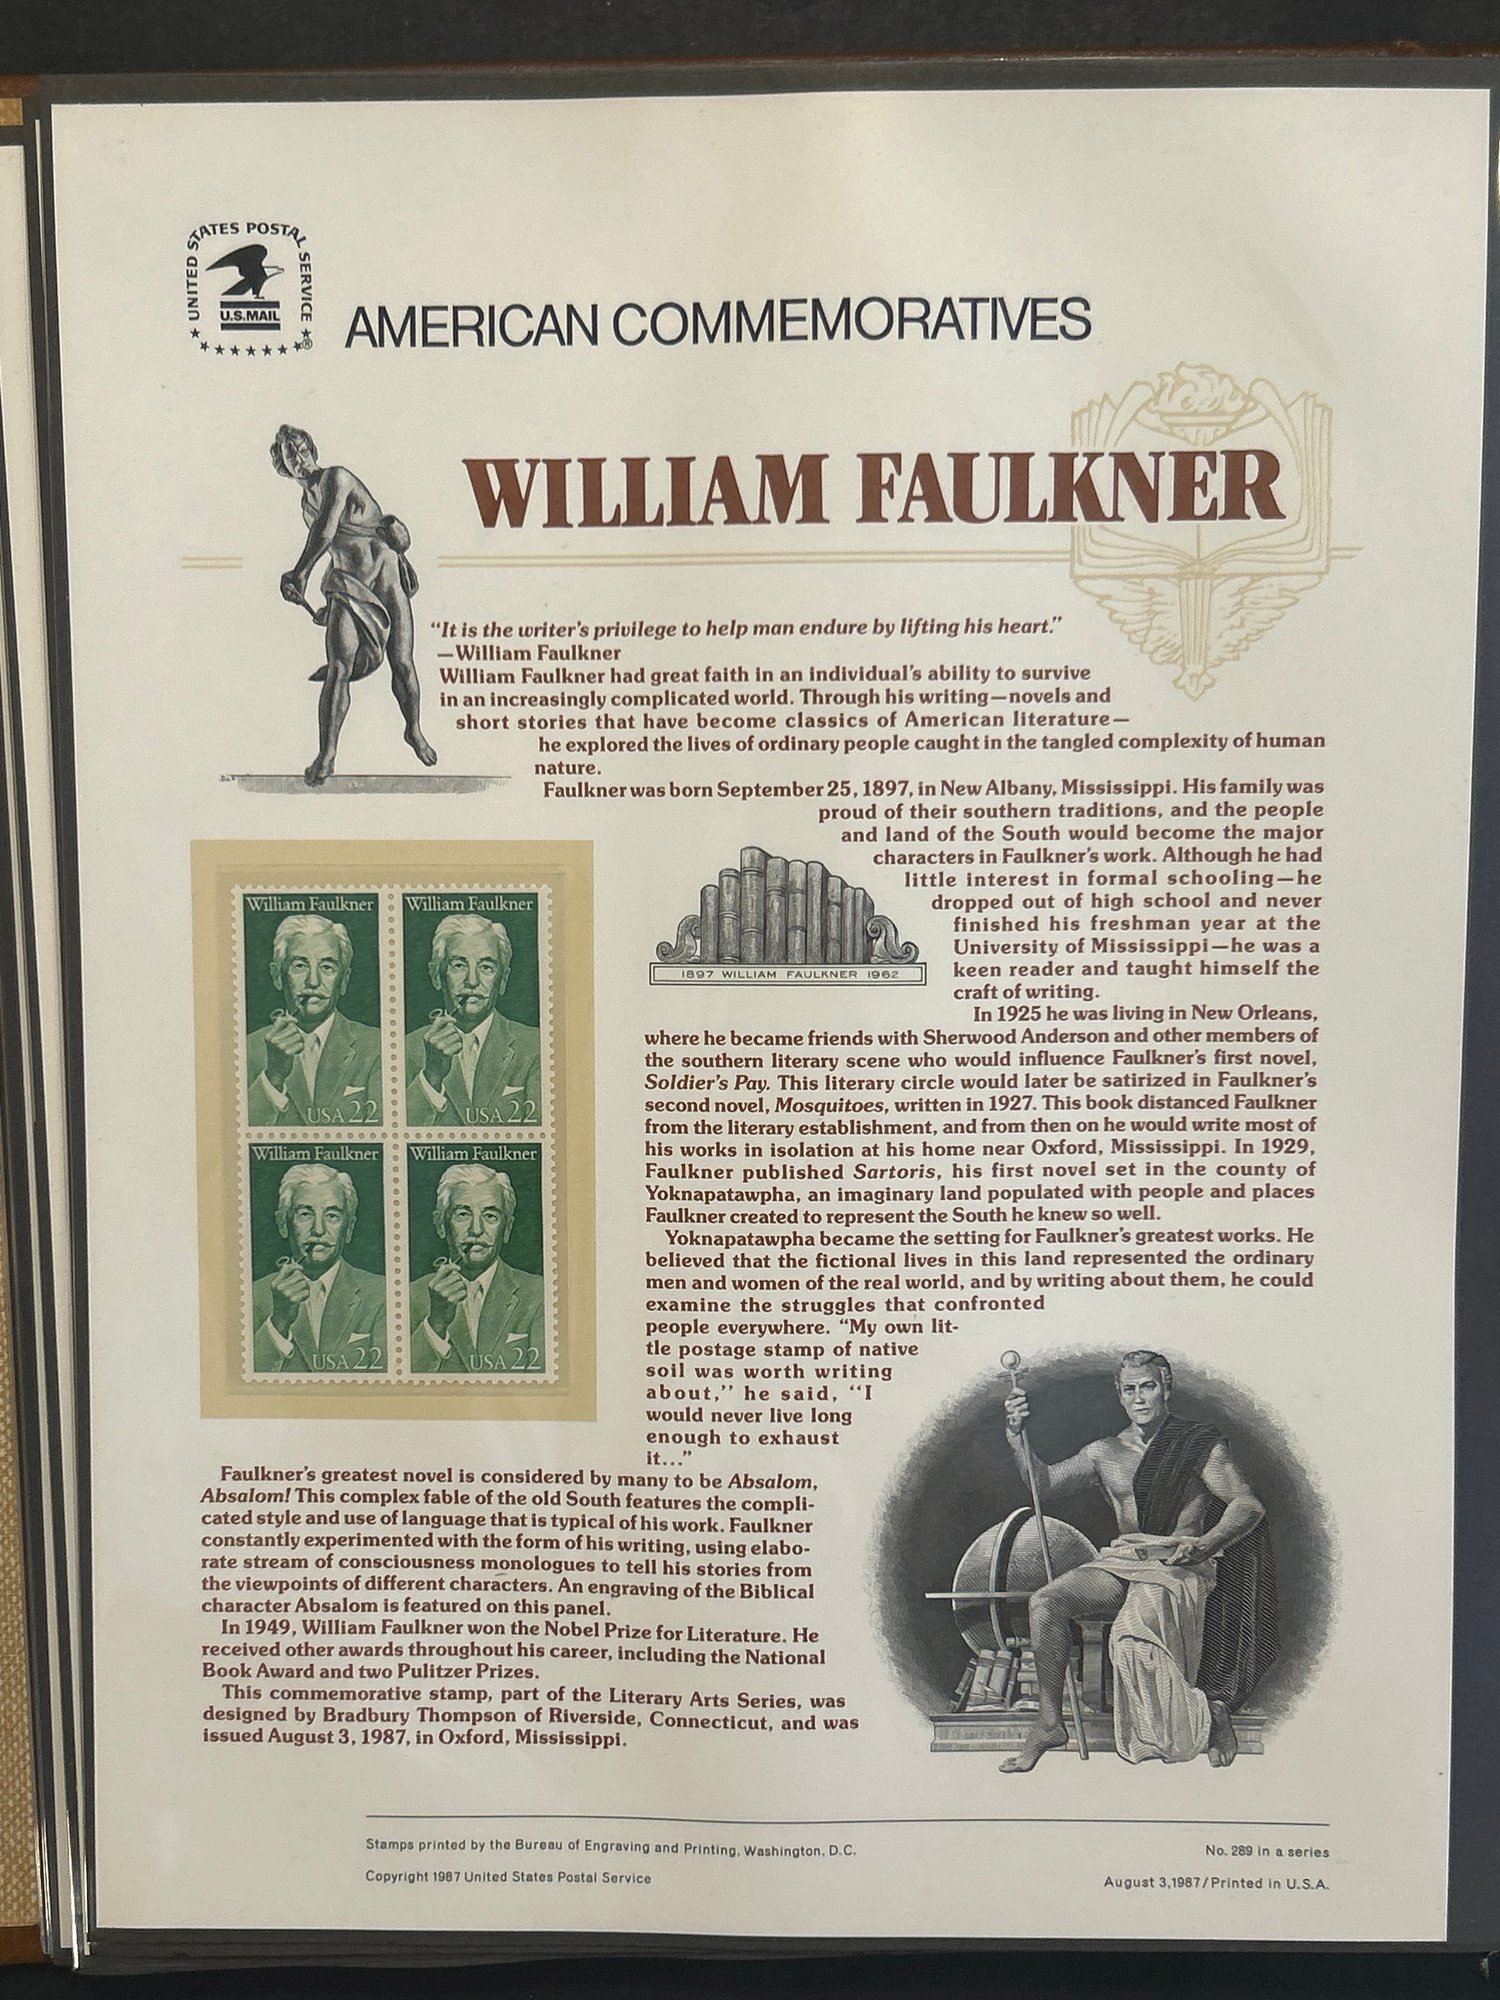 UNITED STATES POSTAL SERVICE
U.S.MAIL
®
AMERICAN COMMEMORATIVES
WILLIAM FAULKNER
“It is the writer’s privilege to help man endure by lifting his heart.”
—William Faulkner
William Faulkner had great faith in an individual’s ability to survive
in an increasingly complicated world. Through his writing—novels and
short stories that have become classics of American literature—
he explored the lives of ordinary people caught in the tangled complexity of human
nature.
Faulkner was born September 25, 1897, in New Albany, Mississippi. His family was
proud of their southern traditions, and the people
and land of the South would become the major
characters in Faulkner’s work. Although he had
little interest in formal schooling—he
dropped out of high school and never
finished his freshman year at the
University of Mississippi—he was a
keen reader and taught himself the
craft of writing.
1897 WILLIAM FAULKNER 1962
In 1925 he was living in New Orleans,
where he became friends with Sherwood Anderson and other members of
the southern literary scene who would influence Faulkner’s first novel,
Soldier’s Pay. This literary circle would later be satirized in Faulkner’s
second novel, Mosquitoes, written in 1927. This book distanced Faulkner
from the literary establishment, and from then on he would write most of
his works in isolation at his home near Oxford, Mississippi. In 1929,
Faulkner published Sartoris, his first novel set in the county of
Yoknapatawpha, an imaginary land populated with people and places
Faulkner created to represent the South he knew so well.
Yoknapatawpha became the setting for Faulkner’s greatest works. He
believed that the fictional lives in this land represented the ordinary
men and women of the real world, and by writing about them, he could
examine the struggles that confronted
people everywhere. “My own lit-
tle postage stamp of native
soil was worth writing
about,’’ he said, “I
would never live long
enough to exhaust
it...”
William Faulkner
USA 22
William Faulkner
USA 22
William Faulkner
USA 22
William Faulkner
USA 22
Faulkner’s greatest novel is considered by many to be Absalom,
Absalom! This complex fable of the old South features the compli-
cated style and use of language that is typical of his work. Faulkner
constantly experimented with the form of his writing, using elabo-
rate stream of consciousness monologues to tell his stories from
the viewpoints of different characters. An engraving of the Biblical
character Absalom is featured on this panel.
In 1949, William Faulkner won the Nobel Prize for Literature. He
received other awards throughout his career, including the National
Book Award and two Pulitzer Prizes.
This commemorative stamp, part of the Literary Arts Series, was
designed by Bradbury Thompson of Riverside, Connecticut, and was
issued August 3, 1987, in Oxford, Mississippi.
Stamps printed by the Bureau of Engraving and Printing, Washington, D.C.
Copyright 1987 United States Postal Service
No. 289 in a series
August 3,1987/Printed in U.S.A.